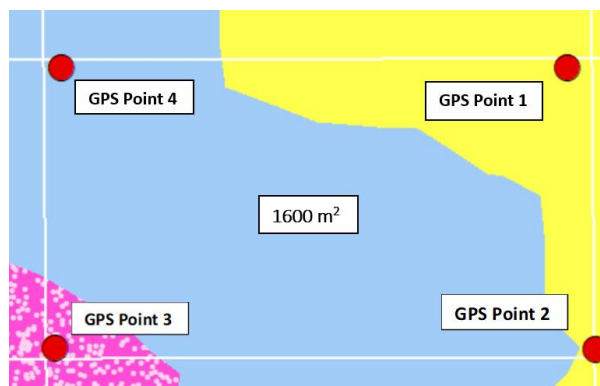 GPS Point 4
GPS Point 1
1600 m²
GPS Point 3
GPS Point 2